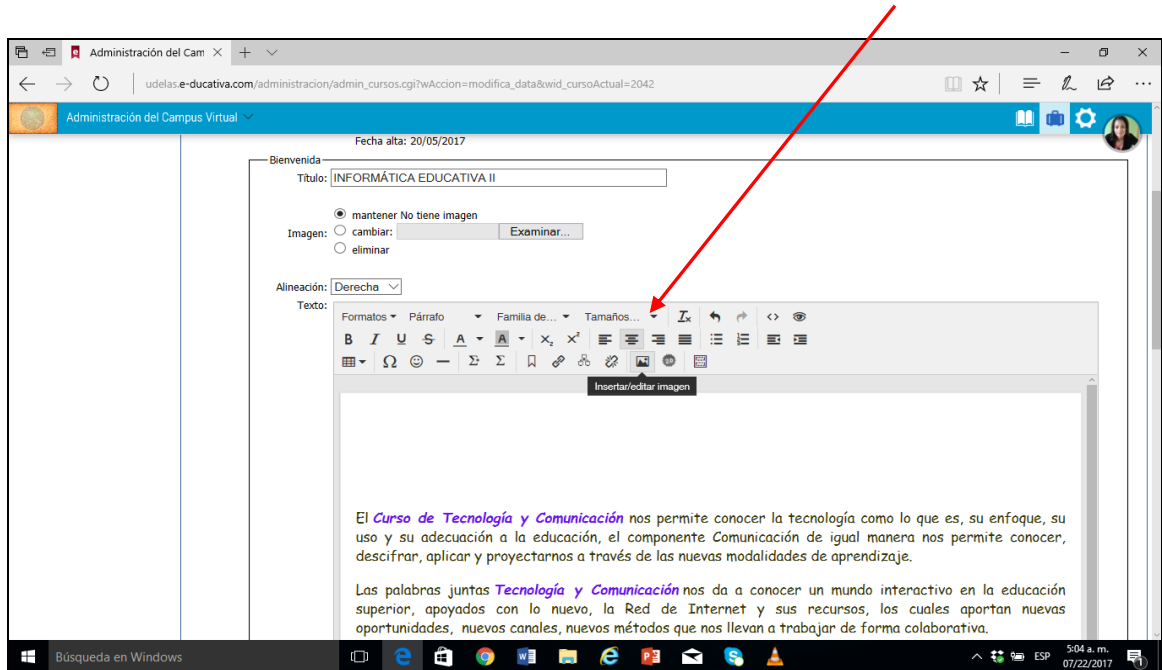 Administración del Cam
udelas.e-ducativa.com/administracion/admin_cursos.cgi?wAccion=modifica_data&wid_cursoActual=2042
Administración del Campus Virtual
Fecha alta: 20/05/2017
Bienvenida
Título: INFORMÁTICA EDUCATIVA II
mantener No tiene imagen
Imagen: cambiar: Examinar...
eliminar
Alineación: Derecha
Texto:
Formatos Párrafo Familia de... Tamaños... Tx
B I U S A A X₂ X²
Ω Σ Σ
Insertar/editar imagen
El Curso de Tecnología y Comunicación nos permite conocer la tecnología como lo que es, su enfoque, su
uso y su adecuación a la educación, el componente Comunicación de igual manera nos permite conocer,
descifrar, aplicar y proyectarnos a través de las nuevas modalidades de aprendizaje.
Las palabras juntas Tecnología y Comunicación nos da a conocer un mundo interactivo en la educación
superior, apoyados con lo nuevo, la Red de Internet y sus recursos, los cuales aportan nuevas
oportunidades, nuevos canales, nuevos métodos que nos llevan a trabajar de forma colaborativa.
Búsqueda en Windows
ESP
5:04 a. m.
07/22/2017